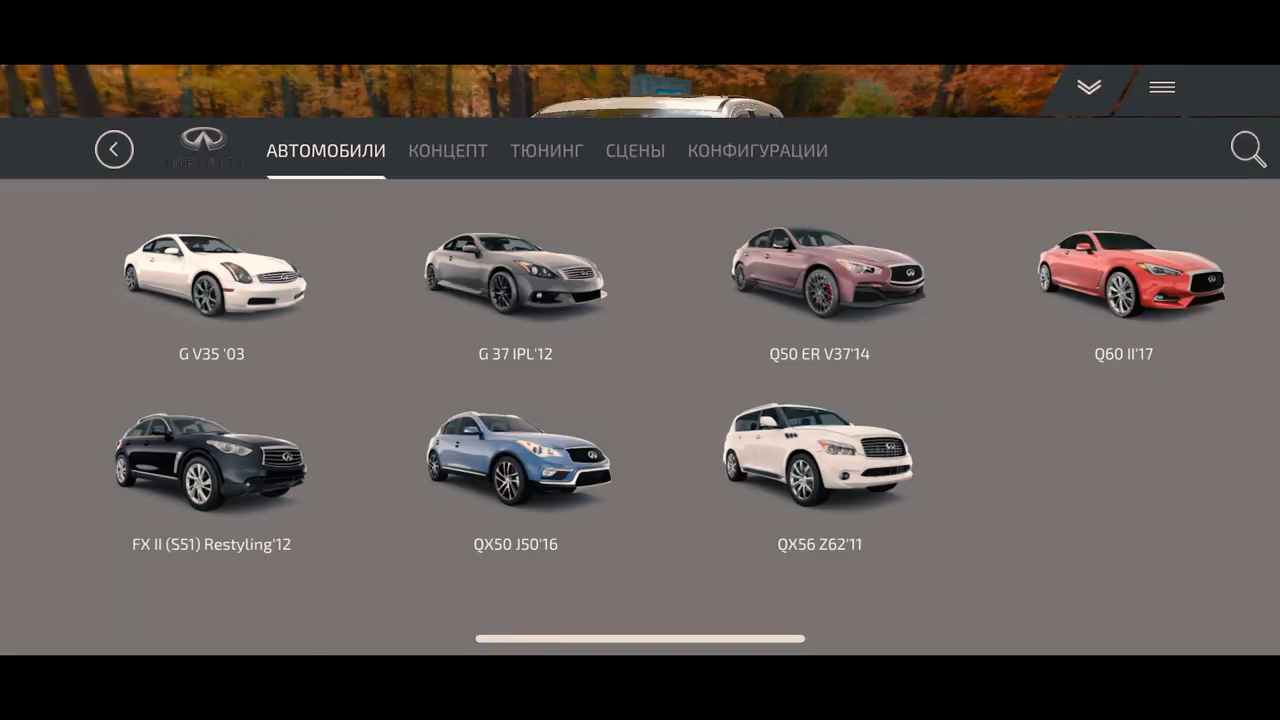 INFINITI
АВТОМОБИЛИ КОНЦЕПТ ТЮНИНГ СЦЕНЫ КОНФИГУРАЦИИ
G V35 '03
G 37 IPL'12
Q50 ER V37'14
Q60 II'17
FX II (S51) Restyling'12
QX50 J50'16
QX56 Z62'11